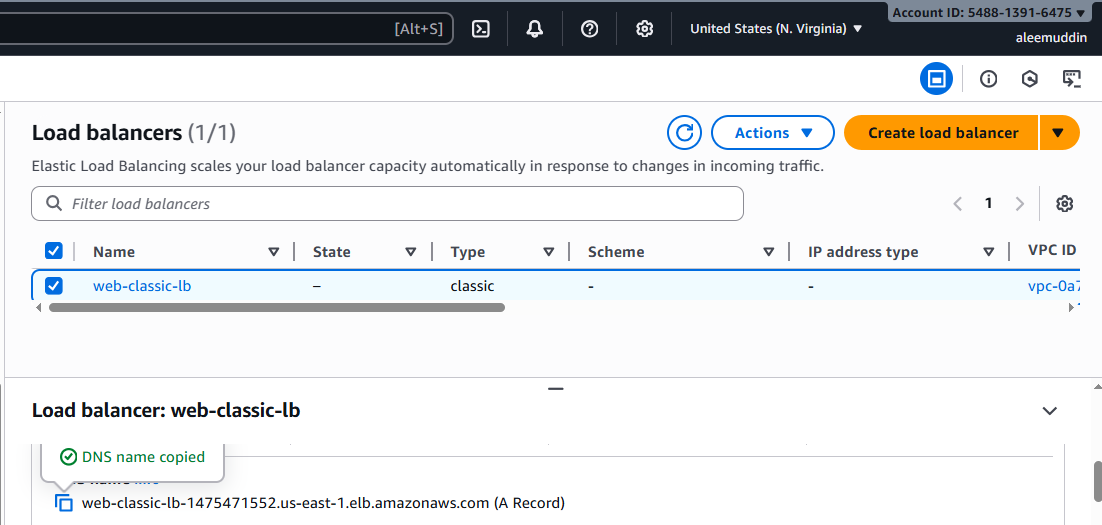 [Alt+S]
United States (N. Virginia) ▼
Account ID: 5488-1391-6475 ▼
aleemuddin
Load balancers (1/1)
Actions ▼
Create load balancer ▼
Elastic Load Balancing scales your load balancer capacity automatically in response to changes in incoming traffic.
Filter load balancers
1
Name State Type Scheme IP address type VPC ID
web-classic-lb – classic - - vpc-0a7
Load balancer: web-classic-lb
DNS name copied
web-classic-lb-1475471552.us-east-1.elb.amazonaws.com (A Record)